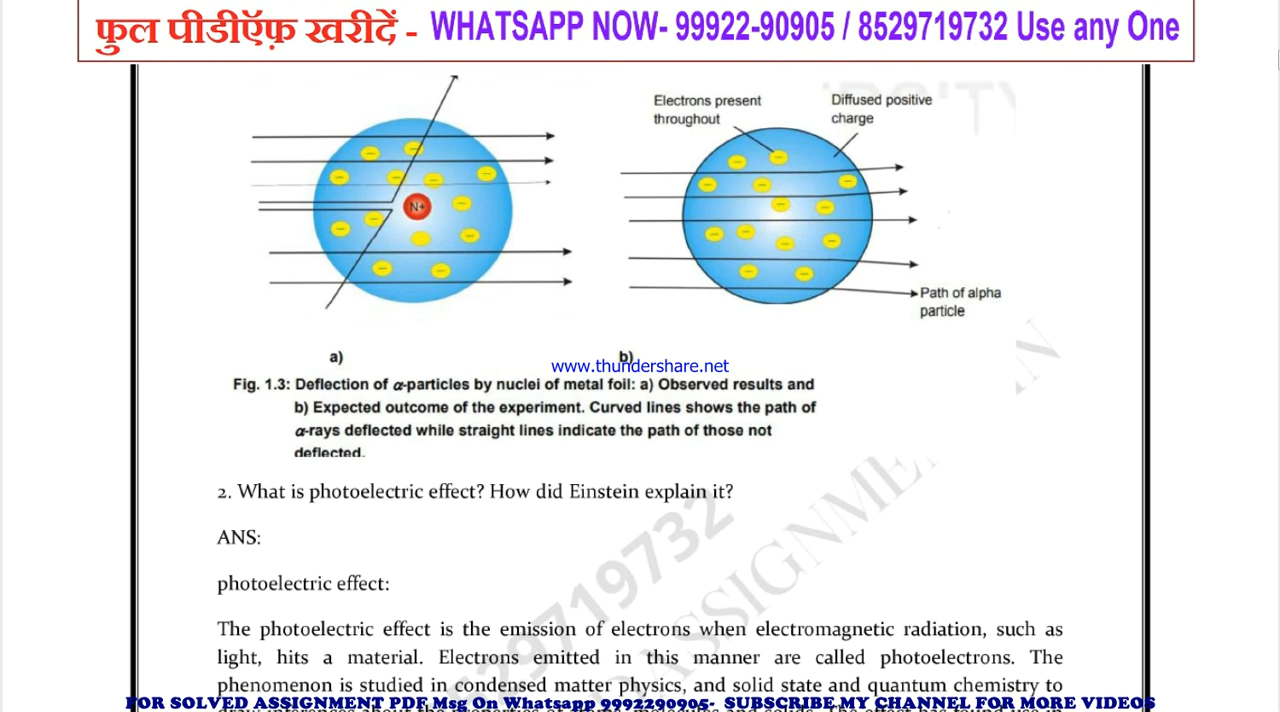 फुल पीडीऍफ़ खरीदें - WHATSAPP NOW- 99922-90905 / 8529719732 Use any One
Electrons present
throughout
Diffused positive
charge
N+
Path of alpha
particle
a)
b)
www.thundershare.net
Fig. 1.3: Deflection of α-particles by nuclei of metal foil: a) Observed results and
b) Expected outcome of the experiment. Curved lines shows the path of
α-rays deflected while straight lines indicate the path of those not
deflected.
2. What is photoelectric effect? How did Einstein explain it?
ANS:
photoelectric effect:
The photoelectric effect is the emission of electrons when electromagnetic radiation, such as
light, hits a material. Electrons emitted in this manner are called photoelectrons. The
phenomenon is studied in condensed matter physics, and solid state and quantum chemistry to
FOR SOLVED ASSIGNMENT PDF Msg On Whatsapp 9992290905- SUBSCRIBE MY CHANNEL FOR MORE VIDEOS
8529719732